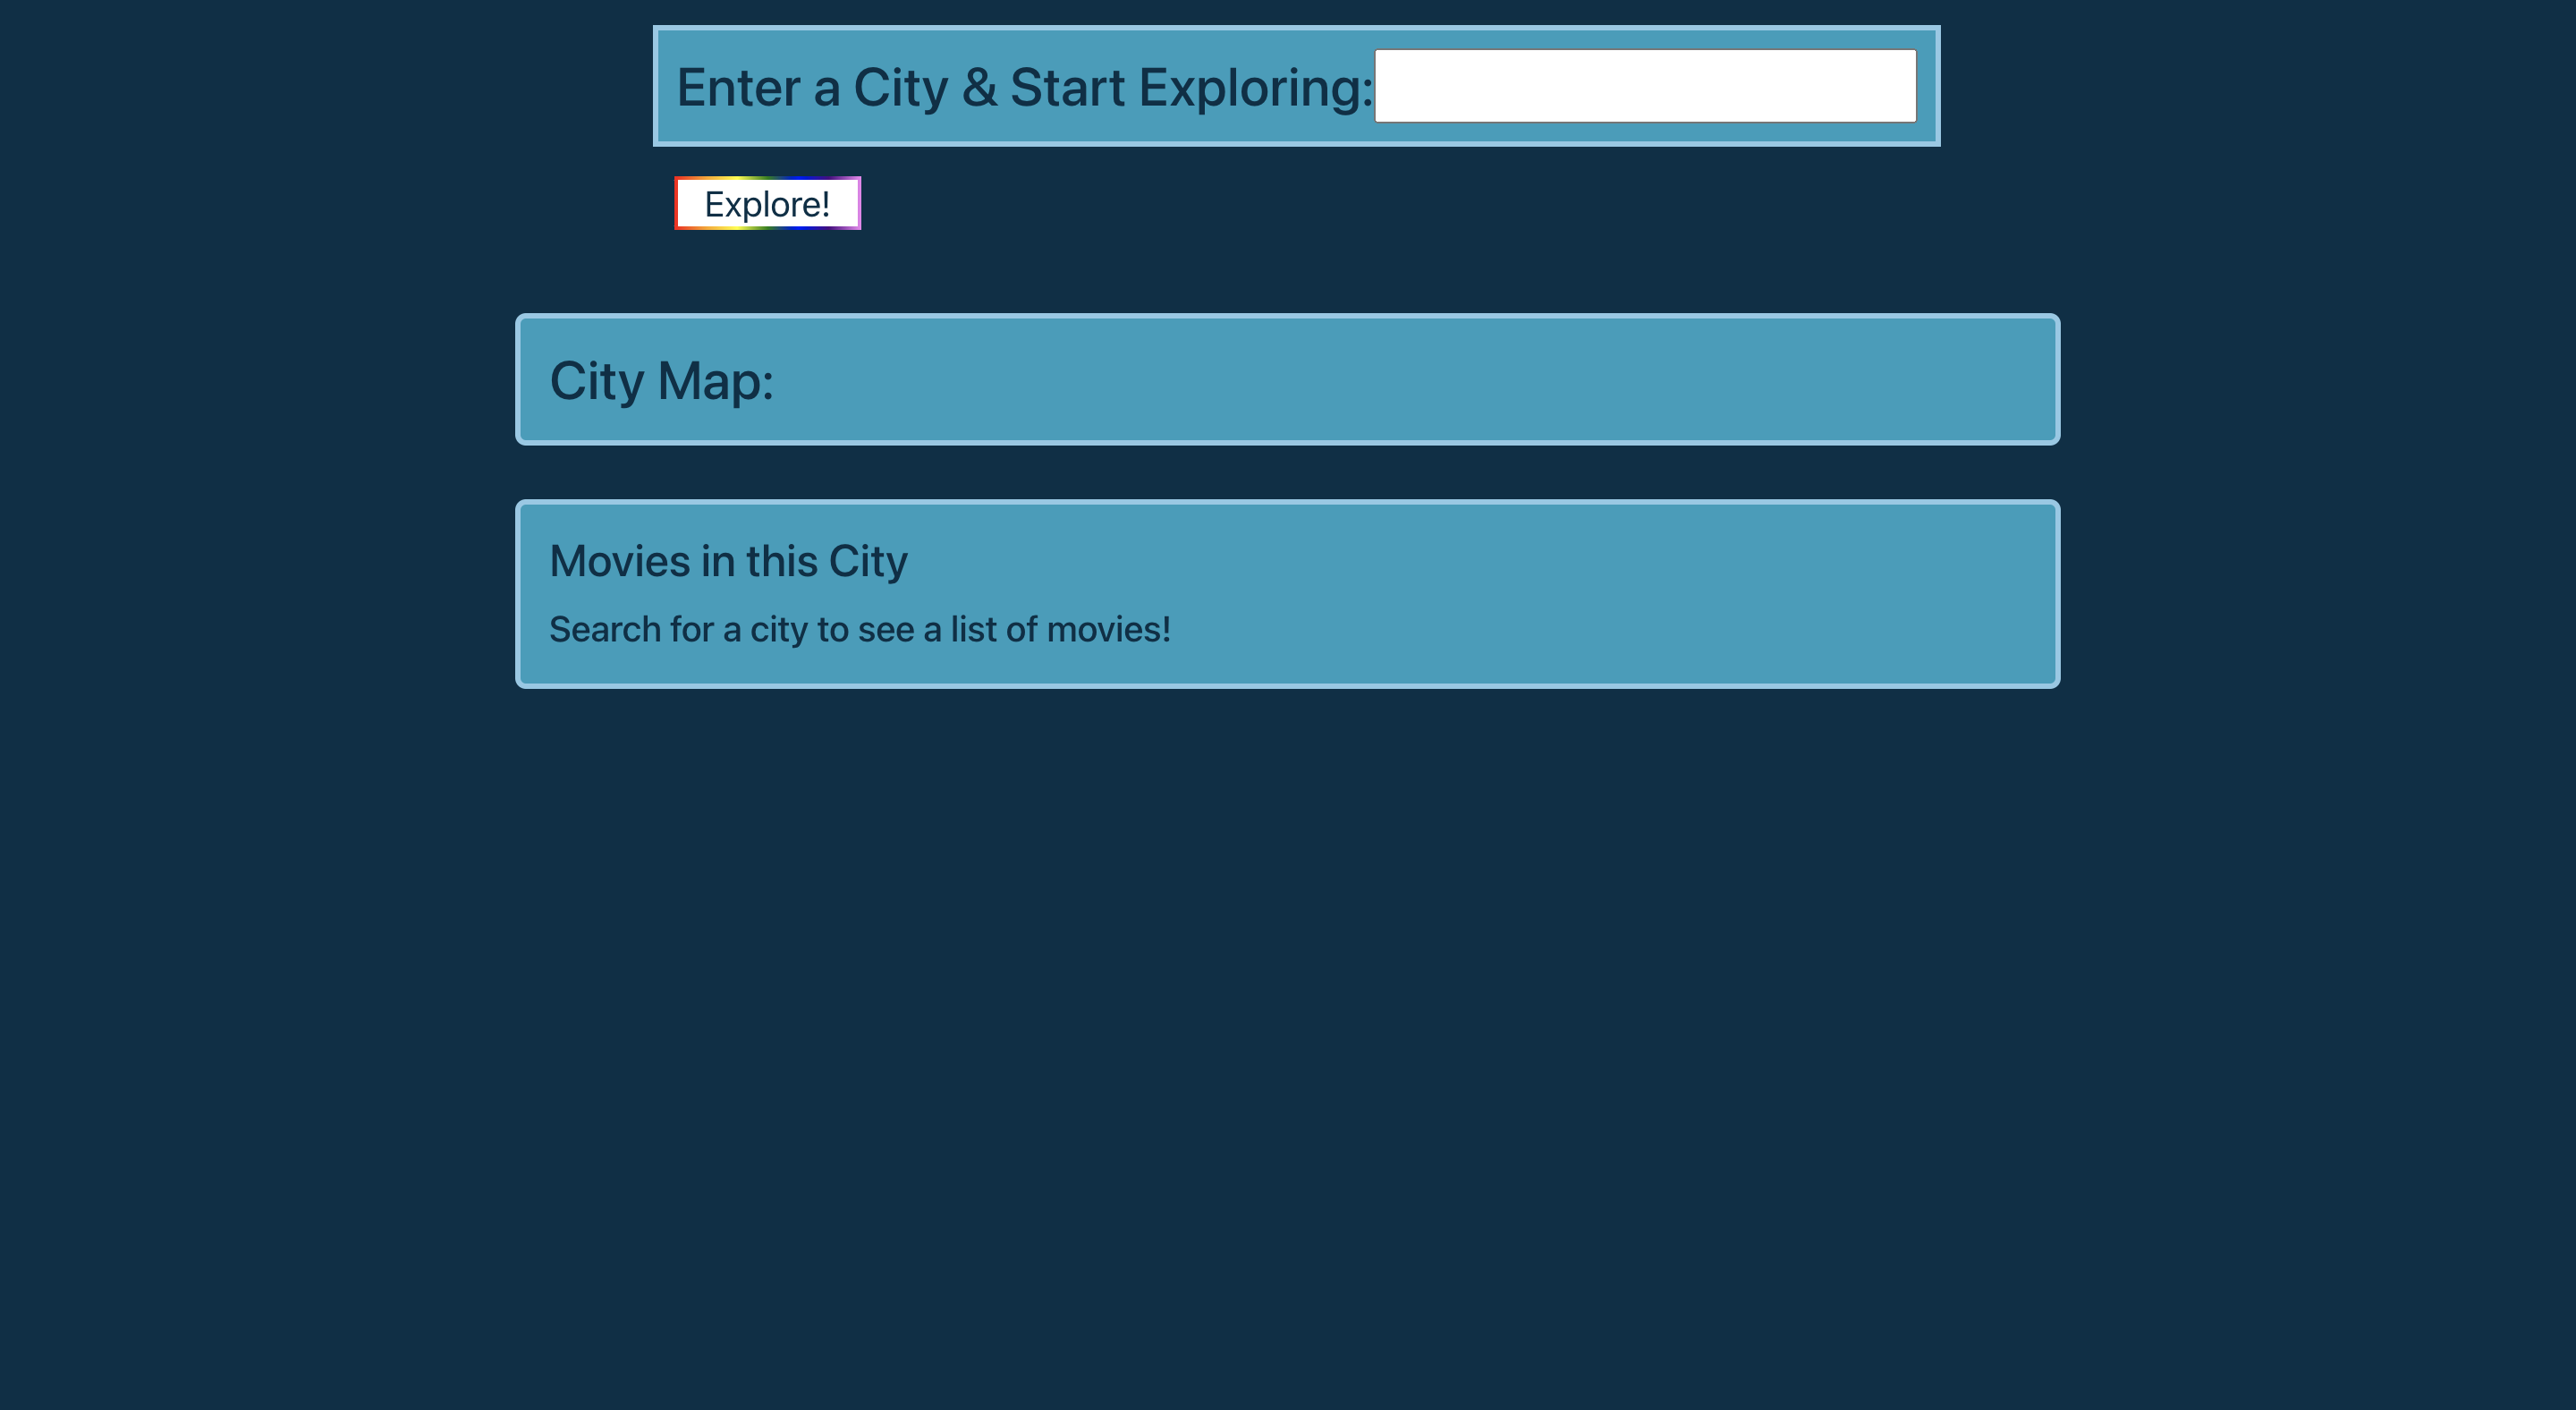 Enter a City & Start Exploring:
Explore!
City Map:
Movies in this City
Search for a city to see a list of movies!